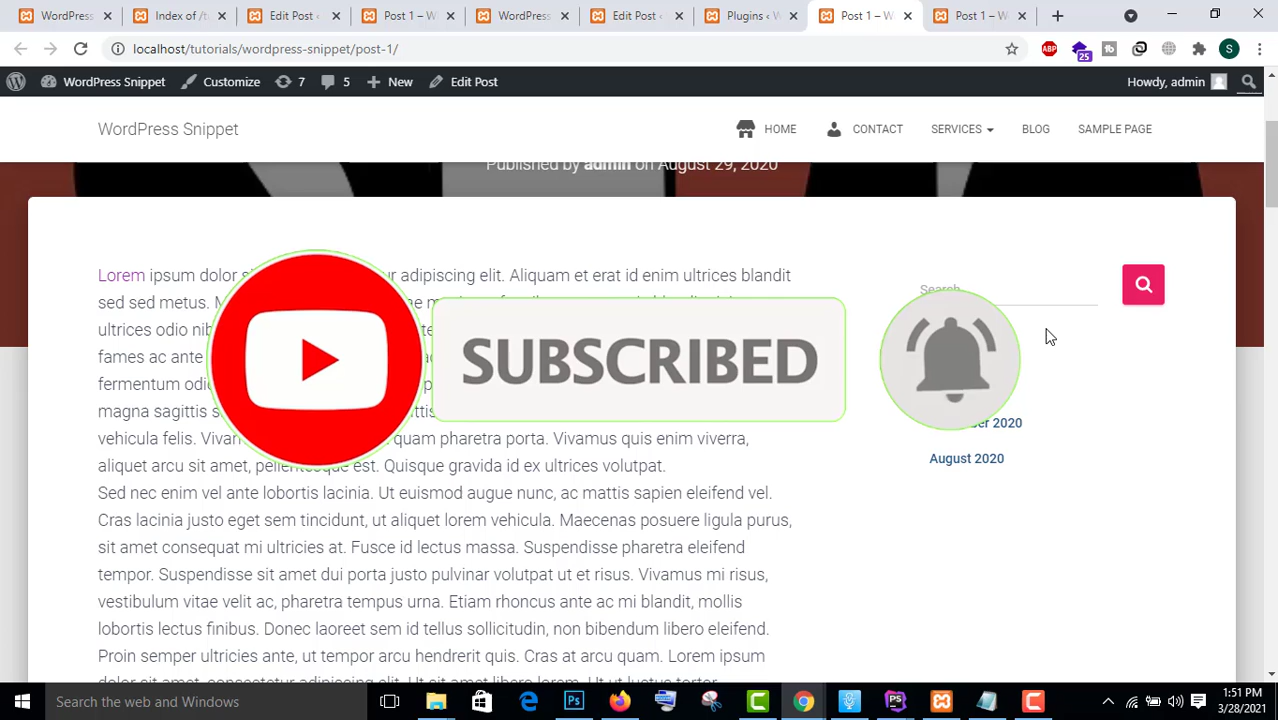 WordPress
Index of /t
Edit Post ‹
Post 1 – W
WordPress
Edit Post ‹
Plugins ‹ W
Post 1 – W
Post 1 – W
localhost/tutorials/wordpress-snippet/post-1/
ABP
25
S
WordPress Snippet
Customize
7
5
New
Edit Post
Howdy, admin
WordPress Snippet
HOME
CONTACT
SERVICES
BLOG
SAMPLE PAGE
Published by admin on August 29, 2020
Lorem ipsum dolor adipiscing elit. Aliquam et erat id enim ultrices blandit
sed sed metus.
ultrices odio
fames ac ante
fermentum
magna sagittis
vehicula felis. quam pharetra porta. Vivamus quis enim viverra,
aliquet arcu sit amet, est. Quisque gravida id ex ultrices volutpat.
Sed nec enim vel ante lobortis lacinia. Ut euismod augue nunc, ac mattis sapien eleifend vel.
Cras lacinia justo eget sem tincidunt, ut aliquet lorem vehicula. Maecenas posuere ligula purus,
sit amet consequat mi ultricies at. Fusce id lectus massa. Suspendisse pharetra eleifend
tempor. Suspendisse sit amet dui porta justo pulvinar volutpat ut et risus. Vivamus mi risus,
vestibulum vitae velit ac, pharetra tempus urna. Etiam rhoncus ante ac mi blandit, mollis
lobortis lectus finibus. Donec laoreet sem id tellus sollicitudin, non bibendum libero eleifend.
Proin semper ultricies ante, ut tempor arcu hendrerit quis. Cras at arcu quam. Lorem ipsum
Search
SUBSCRIBED
2020
August 2020
Search the web and Windows
Ps
1:51 PM
3/28/2021